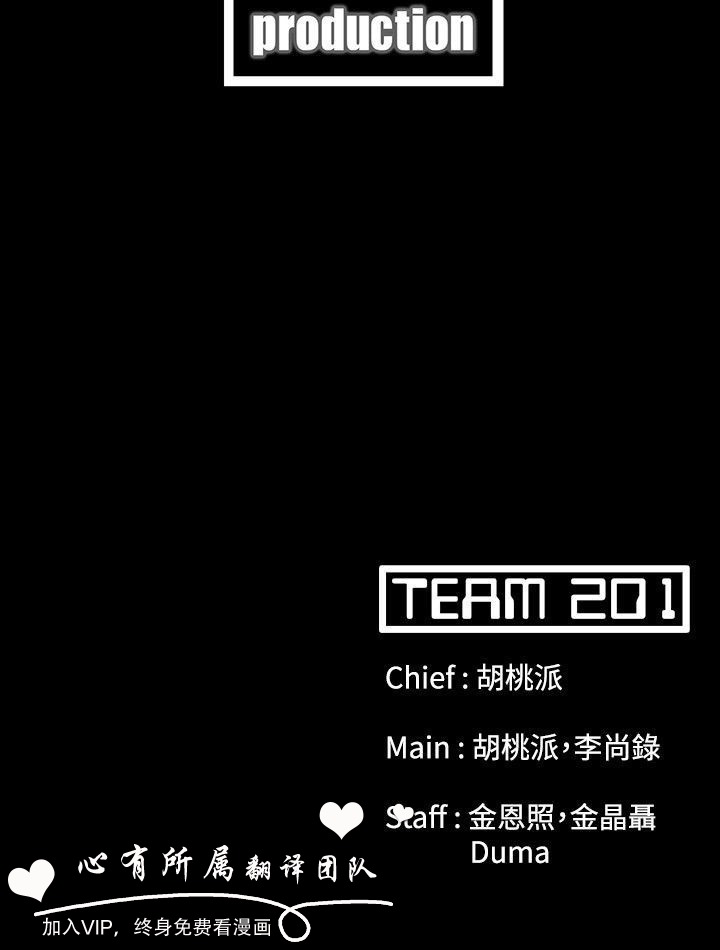 production
TEAM 201
Chief : 胡桃派
Main : 胡桃派,李尚錄
Staff : 金恩照,金晶聶
Duma
心有所属翻译团队
加入VIP，终身免费看漫画